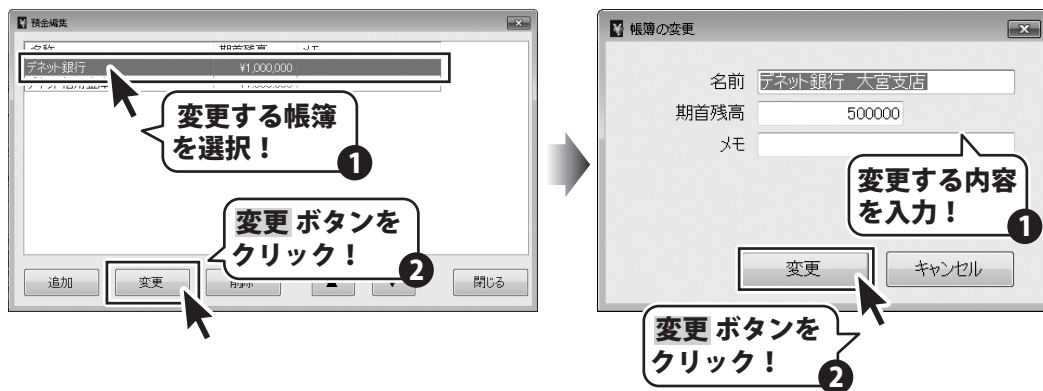 預金編集
名称 期首残高 メモ
デネット銀行 ¥1,000,000
変更する帳簿
を選択！
1
変更 ボタンを
クリック！
2
追加 変更 削除 ▲ ▼ 閉じる
帳簿の変更
名前 デネット銀行 大宮支店
期首残高 500000
メモ
変更する内容
を入力！
1
変更 キャンセル
変更 ボタンを
クリック！
2